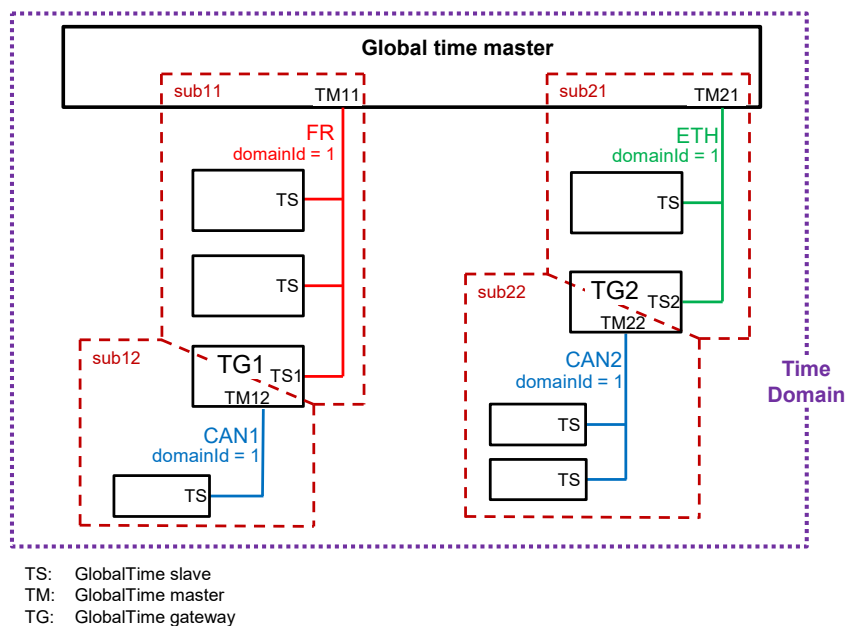 Global time master
sub11
TM11
sub21
TM21
FR
domainId = 1
ETH
domainId = 1
TS
TS
TS
sub22
TG2
TS2
TM22
sub12
TG1
TS1
TM12
CAN2
domainId = 1
Time
Domain
TS
CAN1
domainId = 1
TS
TS
TS: GlobalTime slave
TM: GlobalTime master
TG: GlobalTime gateway